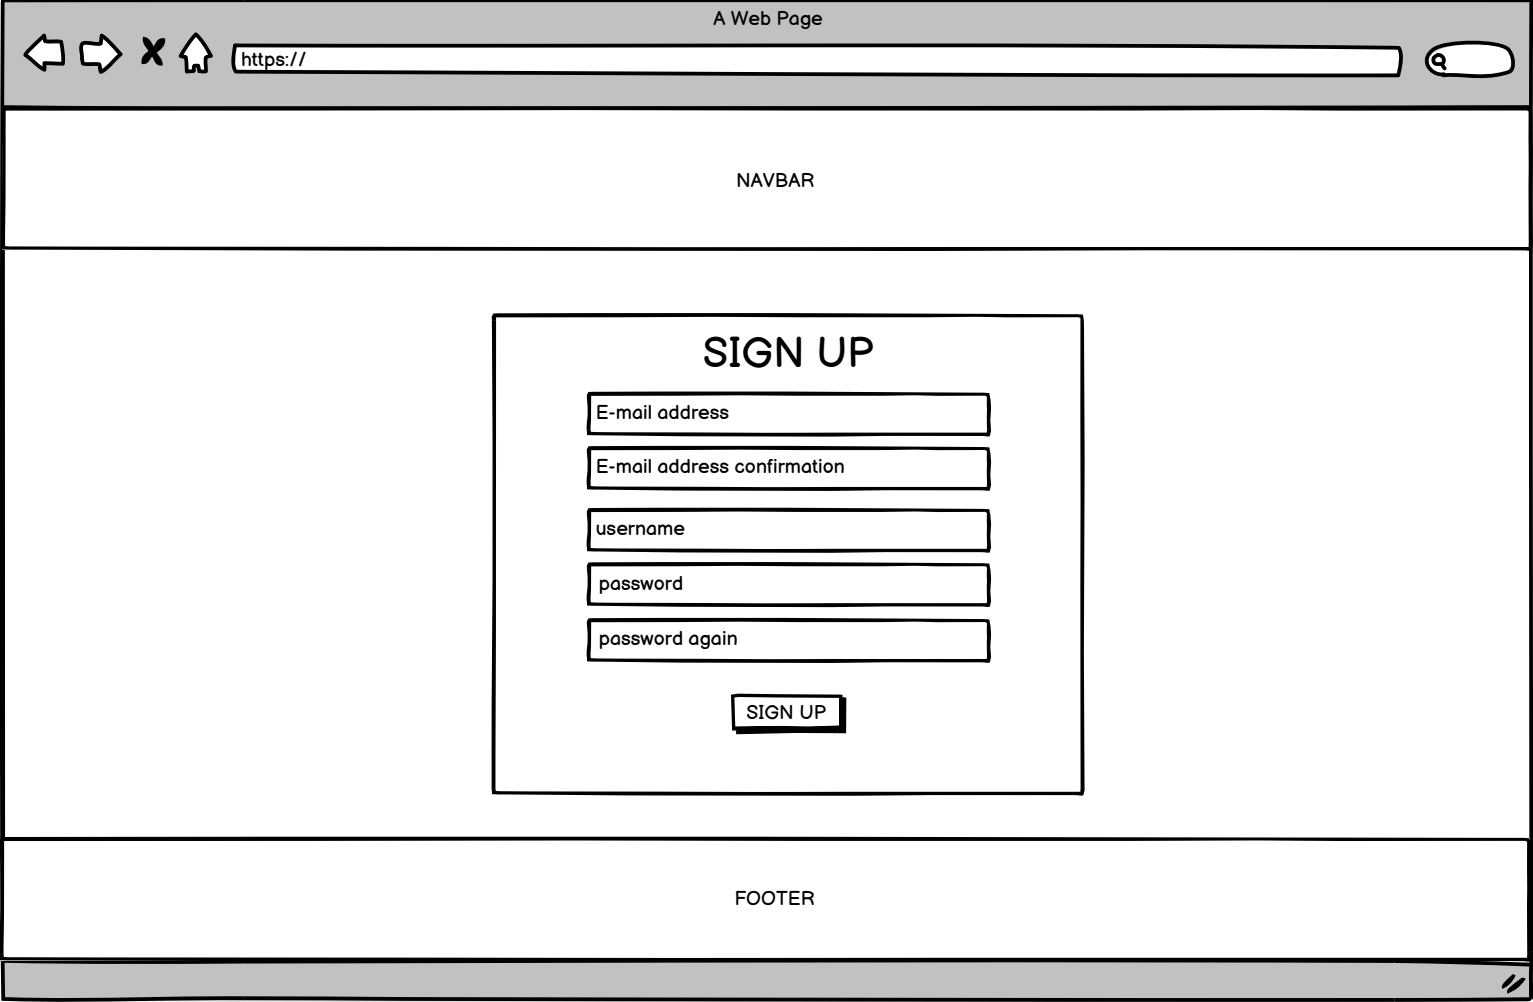 A Web Page
https://
NAVBAR
SIGN UP
E-mail address
E-mail address confirmation
username
password
password again
SIGN UP
FOOTER